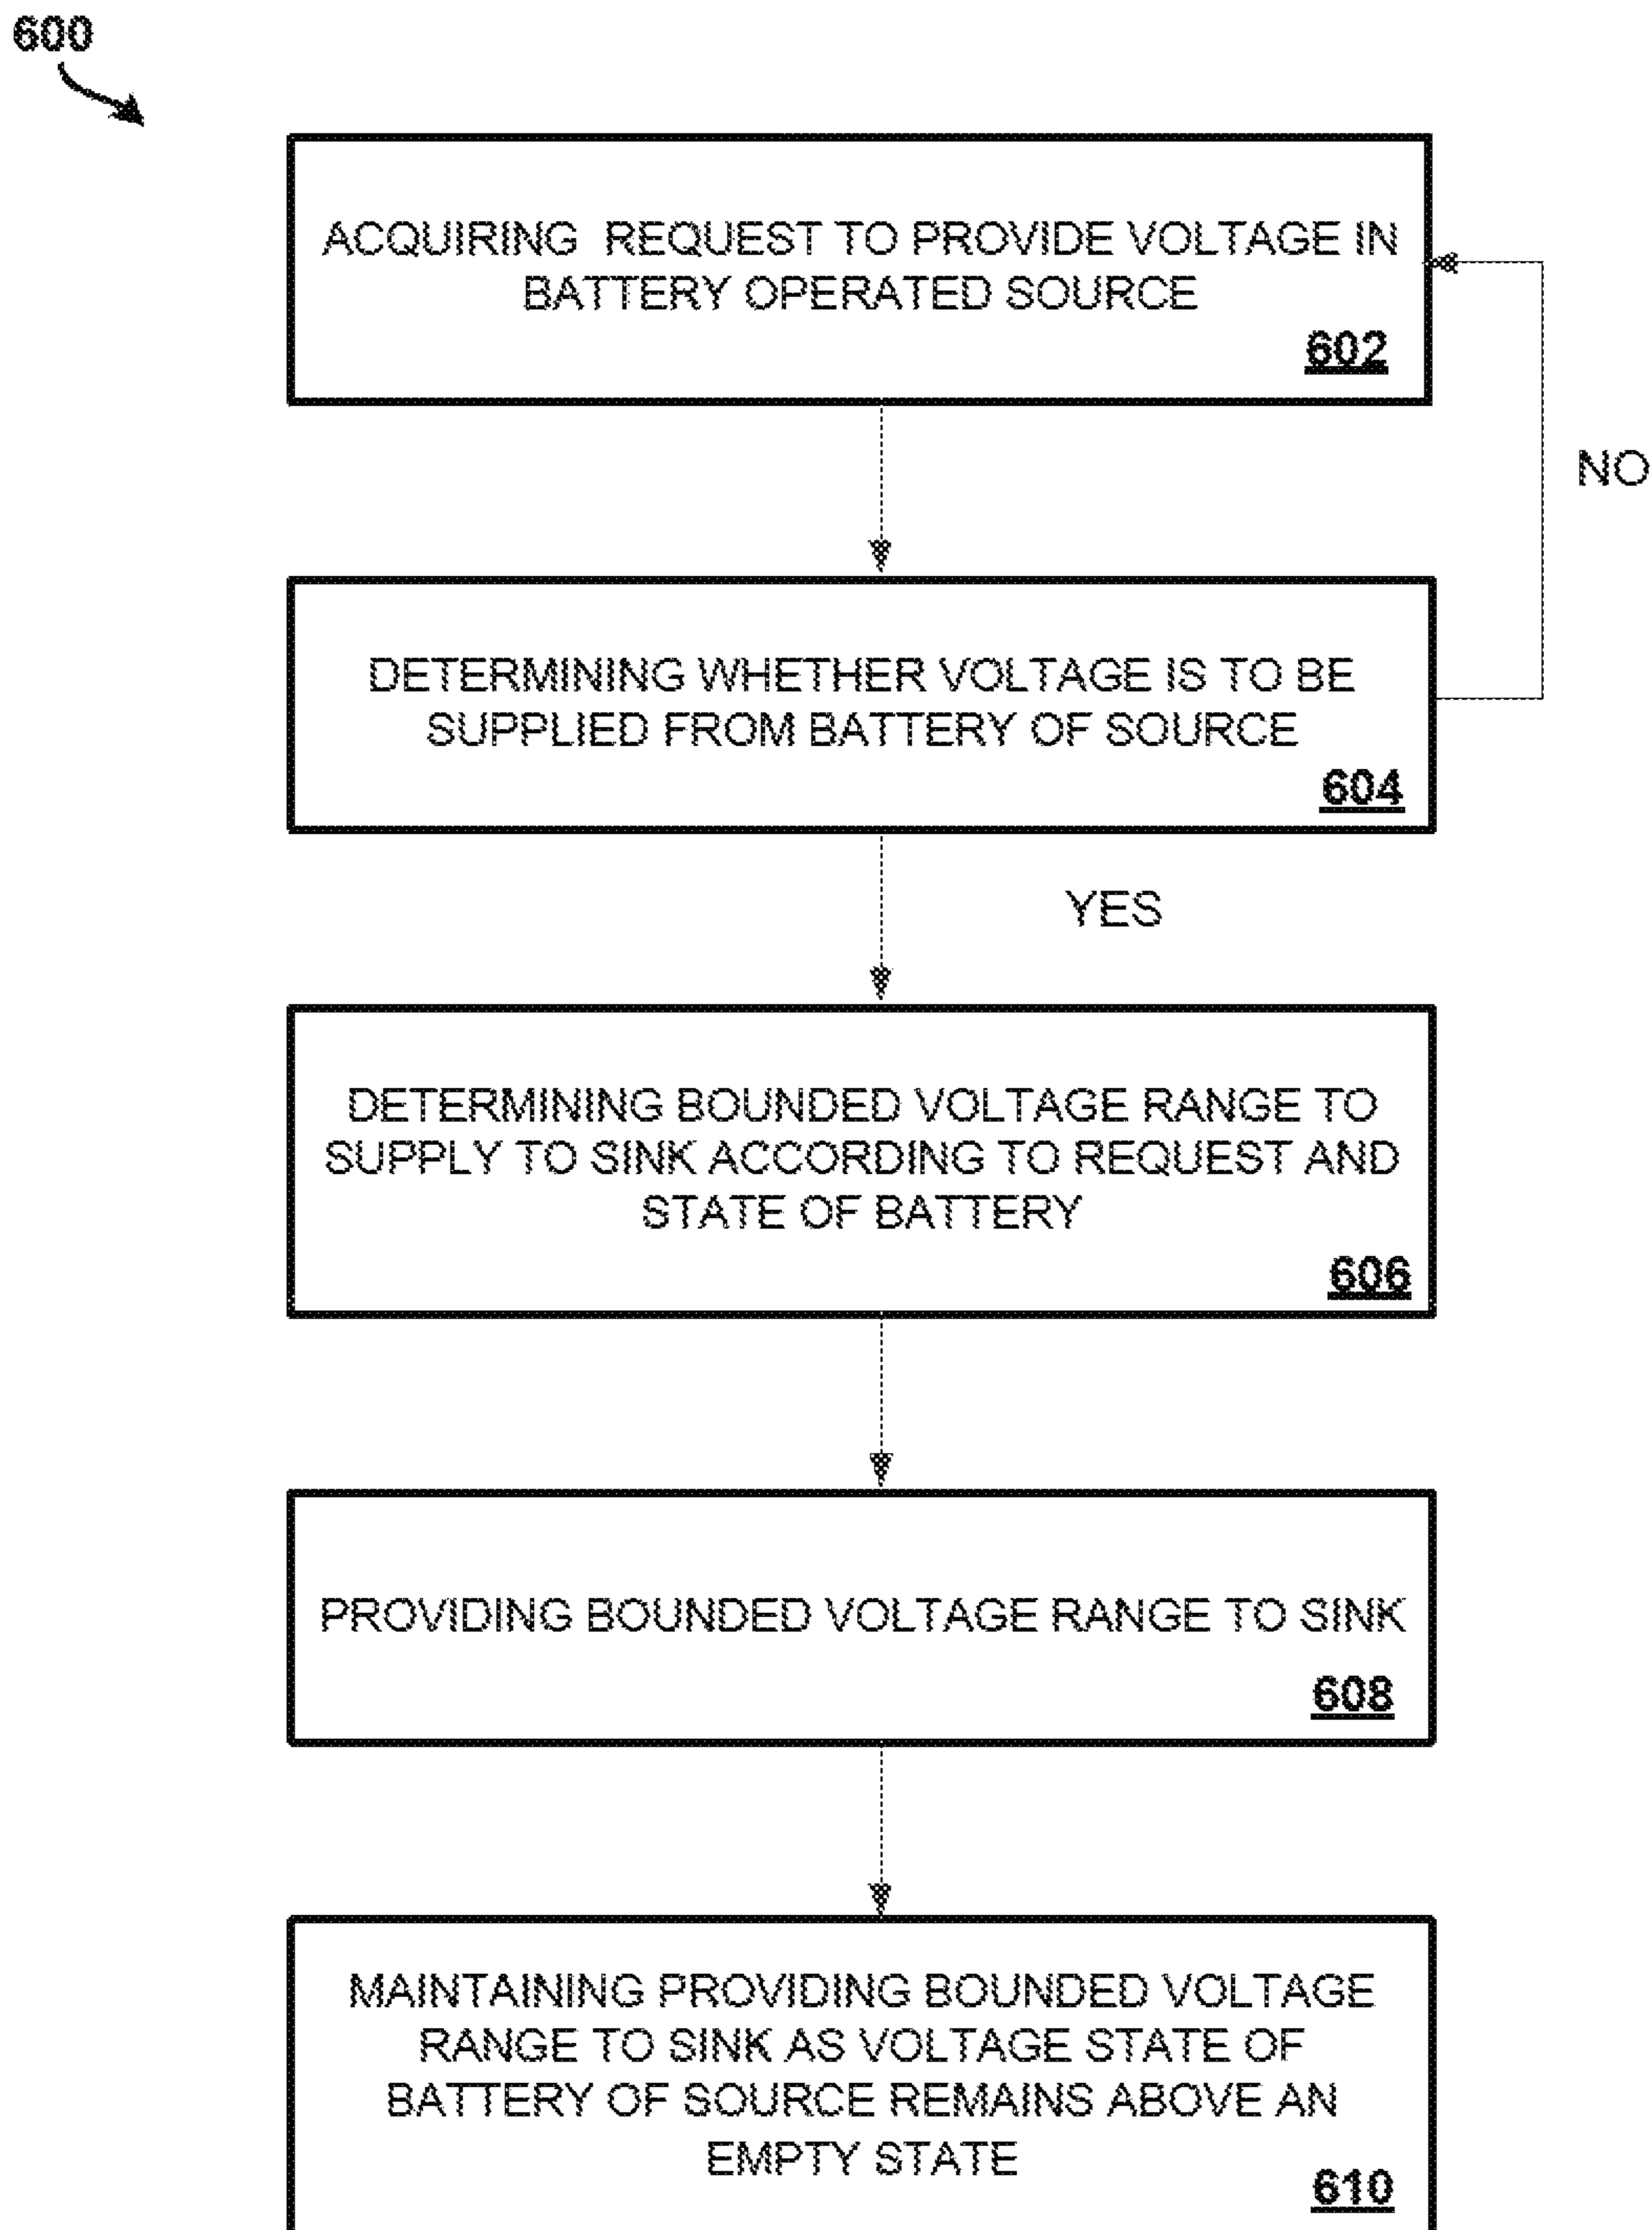 600
ACQUIRING REQUEST TO PROVIDE VOLTAGE IN
BATTERY OPERATED SOURCE
602
NO
DETERMINING WHETHER VOLTAGE IS TO BE
SUPPLIED FROM BATTERY OF SOURCE
604
YES
DETERMINING BOUNDED VOLTAGE RANGE TO
SUPPLY TO SINK ACCORDING TO REQUEST AND
STATE OF BATTERY
606
PROVIDING BOUNDED VOLTAGE RANGE TO SINK
608
MAINTAINING PROVIDING BOUNDED VOLTAGE
RANGE TO SINK AS VOLTAGE STATE OF
BATTERY OF SOURCE REMAINS ABOVE AN
EMPTY STATE
610